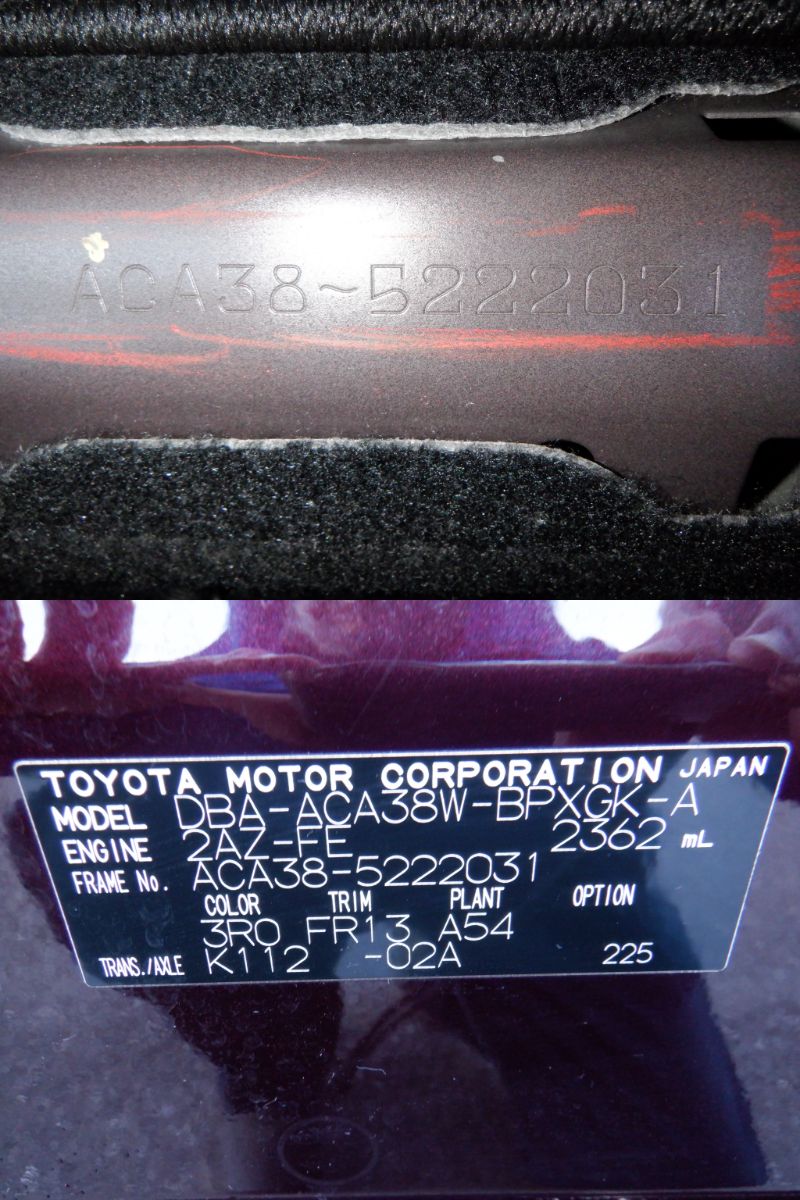 ACA38-5222031
TOYOTA MOTOR CORPORATION JAPAN
MODEL DBA-ACA38W-BPXGK-A
ENGINE 2AZ-FE 2362 mL
FRAME No. ACA38-5222031
COLOR TRIM PLANT OPTION
3R0 FR13 A54
TRANS./AXLE K112 -02A 225